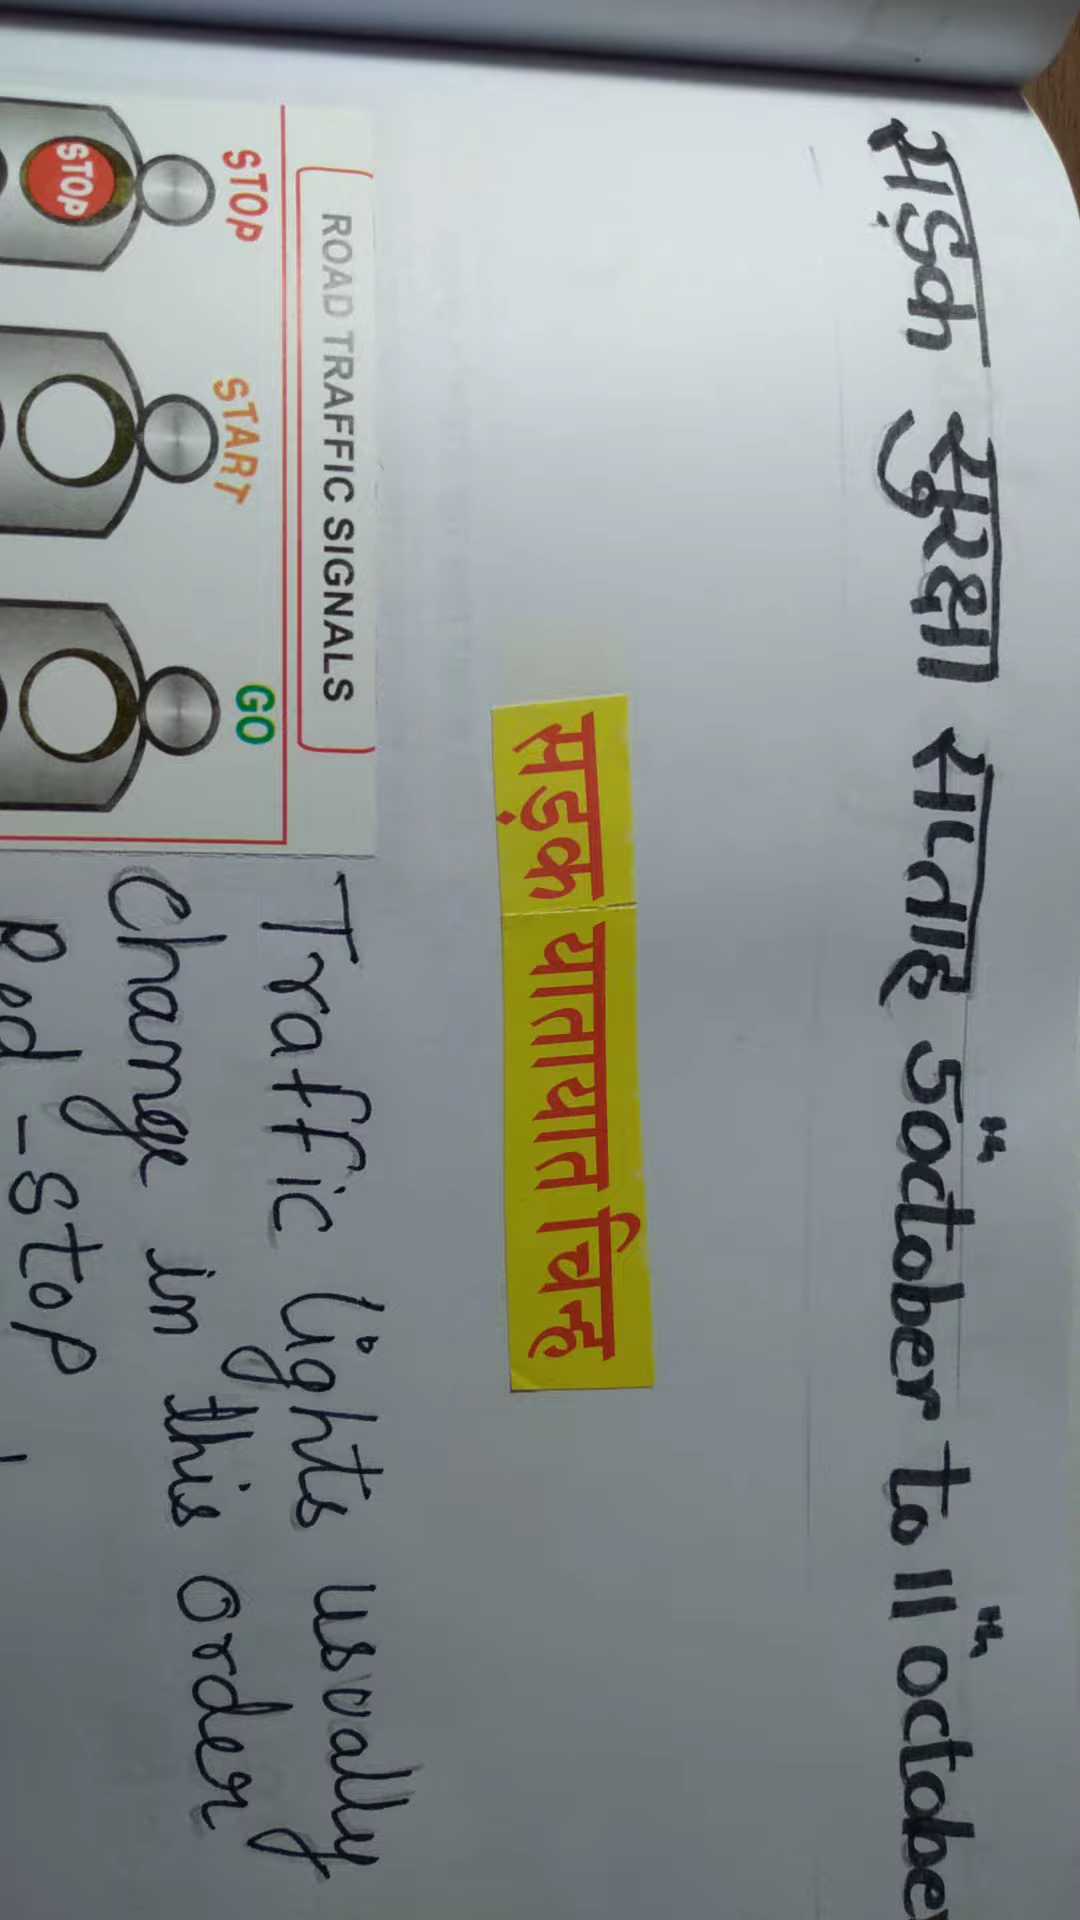 सड़क सुरक्षा सप्ताह 5th October to 11th Octobe
सड़क यातायात चिन्ह
ROAD TRAFFIC SIGNALS
STOP START GO
STOP
Traffic lights usually
Change in this order
Red - Stop